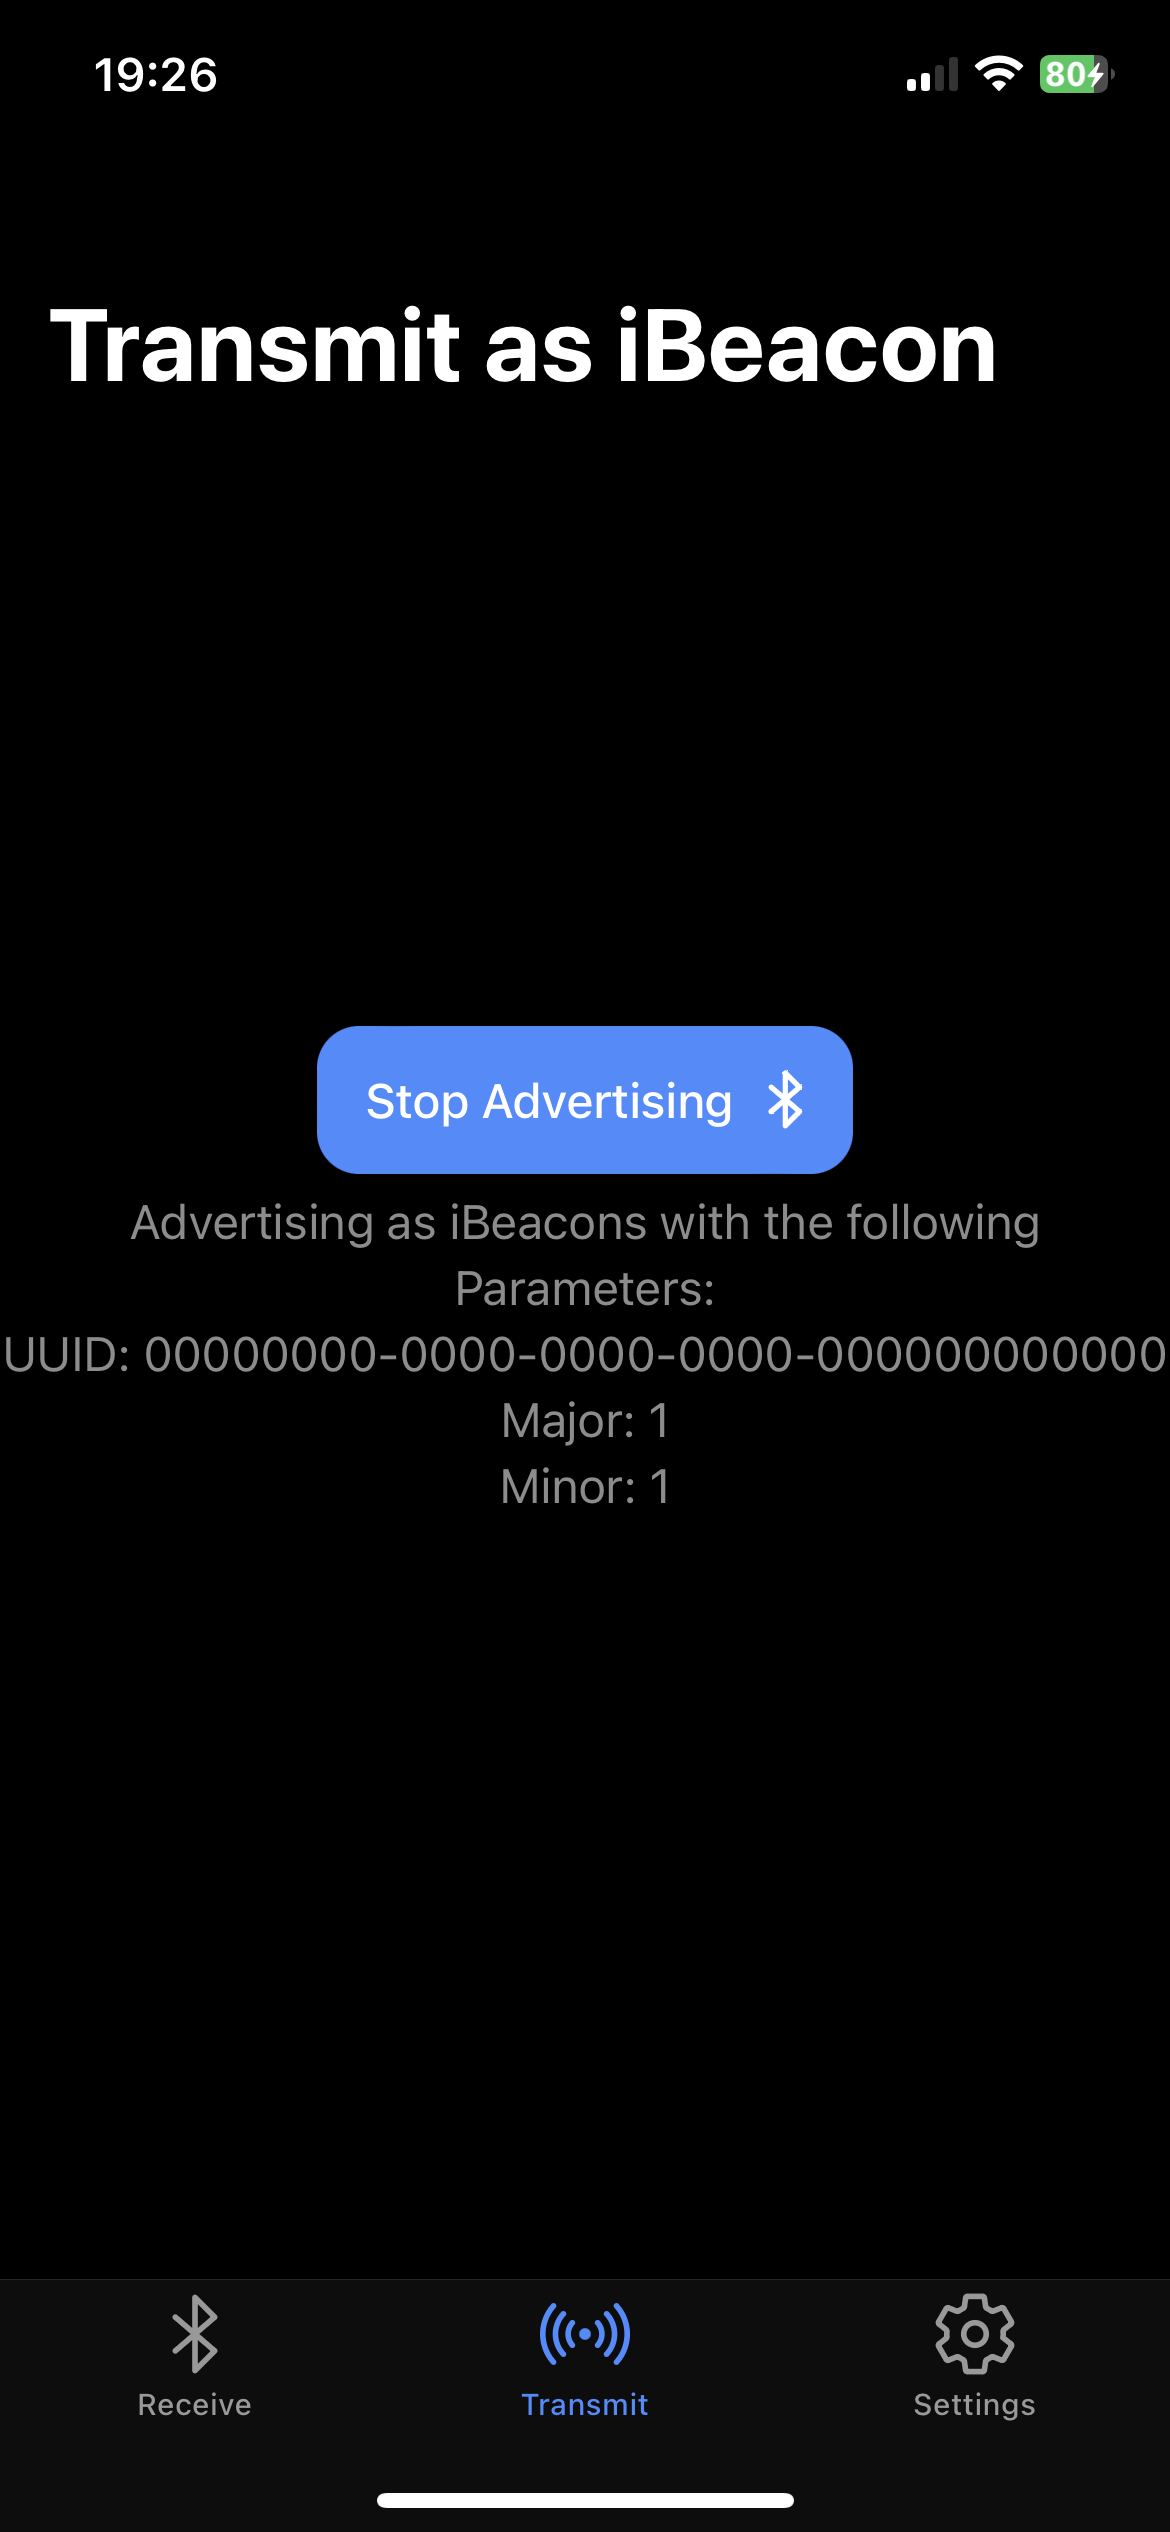 19:26
80
Transmit as iBeacon
Stop Advertising
Advertising as iBeacons with the following
Parameters:
UUID: 00000000-0000-0000-0000-000000000000
Major: 1
Minor: 1
Receive
Transmit
Settings